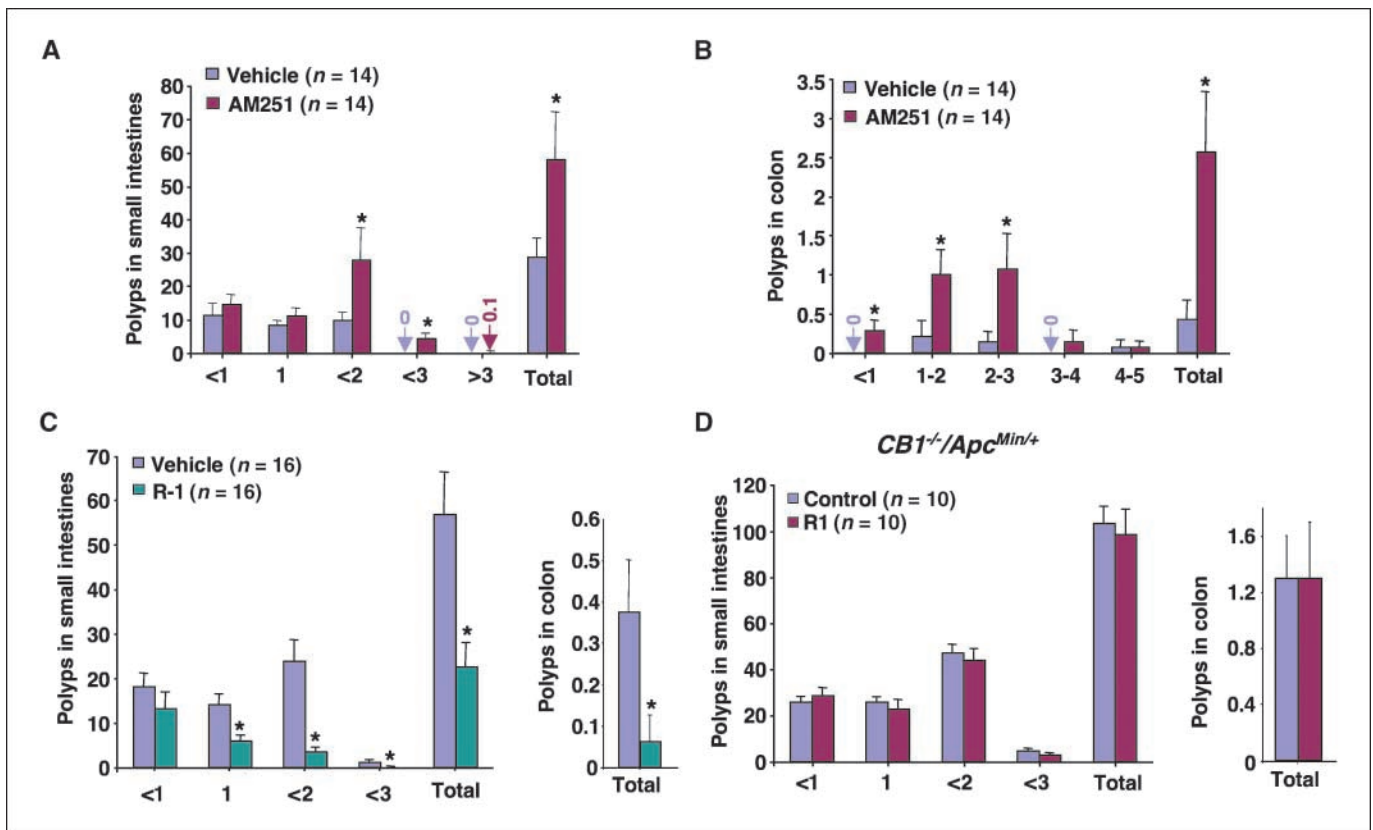 A
Vehicle (n = 14)
AM251 (n = 14)
Polyps in small intestines
80
70
60
50
40
30
20
10
0
*
*
0
*
0
0.1
<1 1 <2 <3 >3 Total
B
Vehicle (n = 14)
AM251 (n = 14)
Polyps in colon
3.5
3
2.5
2
1.5
1
0.5
0
*
*
*
0
*
0
<1 1-2 2-3 3-4 4-5 Total
C
Vehicle (n = 16)
R-1 (n = 16)
Polyps in small intestines
70
60
50
40
30
20
10
0
*
*
*
*
<1 1 <2 <3 Total
Polyps in colon
0.6
0.5
0.4
0.3
0.2
0.1
0
*
Total
D
CB1-/-/ApcMin/+
Control (n = 10)
R1 (n = 10)
Polyps in small intestines
120
100
80
60
40
20
0
<1 1 <2 <3 Total
Polyps in colon
1.6
1.2
0.8
0.4
0
Total